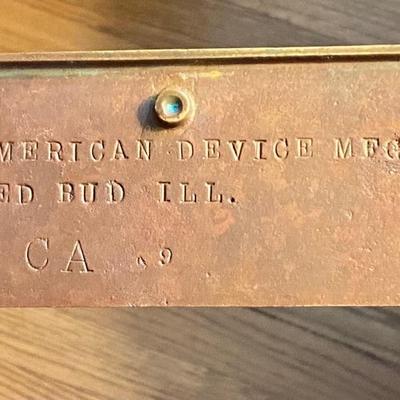 MERICAN DEVICE MFG
ED BUD ILL.
CA 9